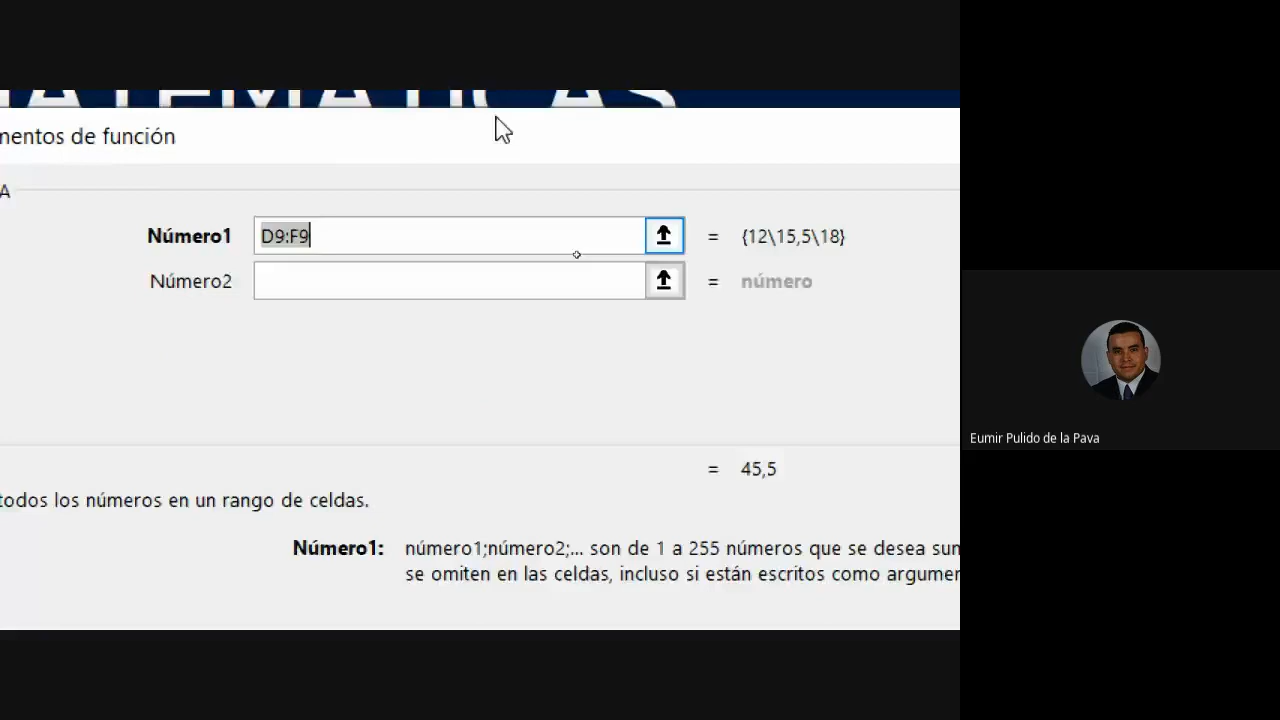 MATEMÁTICAS
mentos de función
A
Número1 D9:F9 = {12\15,5\18}
Número2 = número
= 45,5
todos los números en un rango de celdas.
Número1: número1;número2;... son de 1 a 255 números que se desea sum
se omiten en las celdas, incluso si están escritos como argumen
Eumir Pulido de la Pava